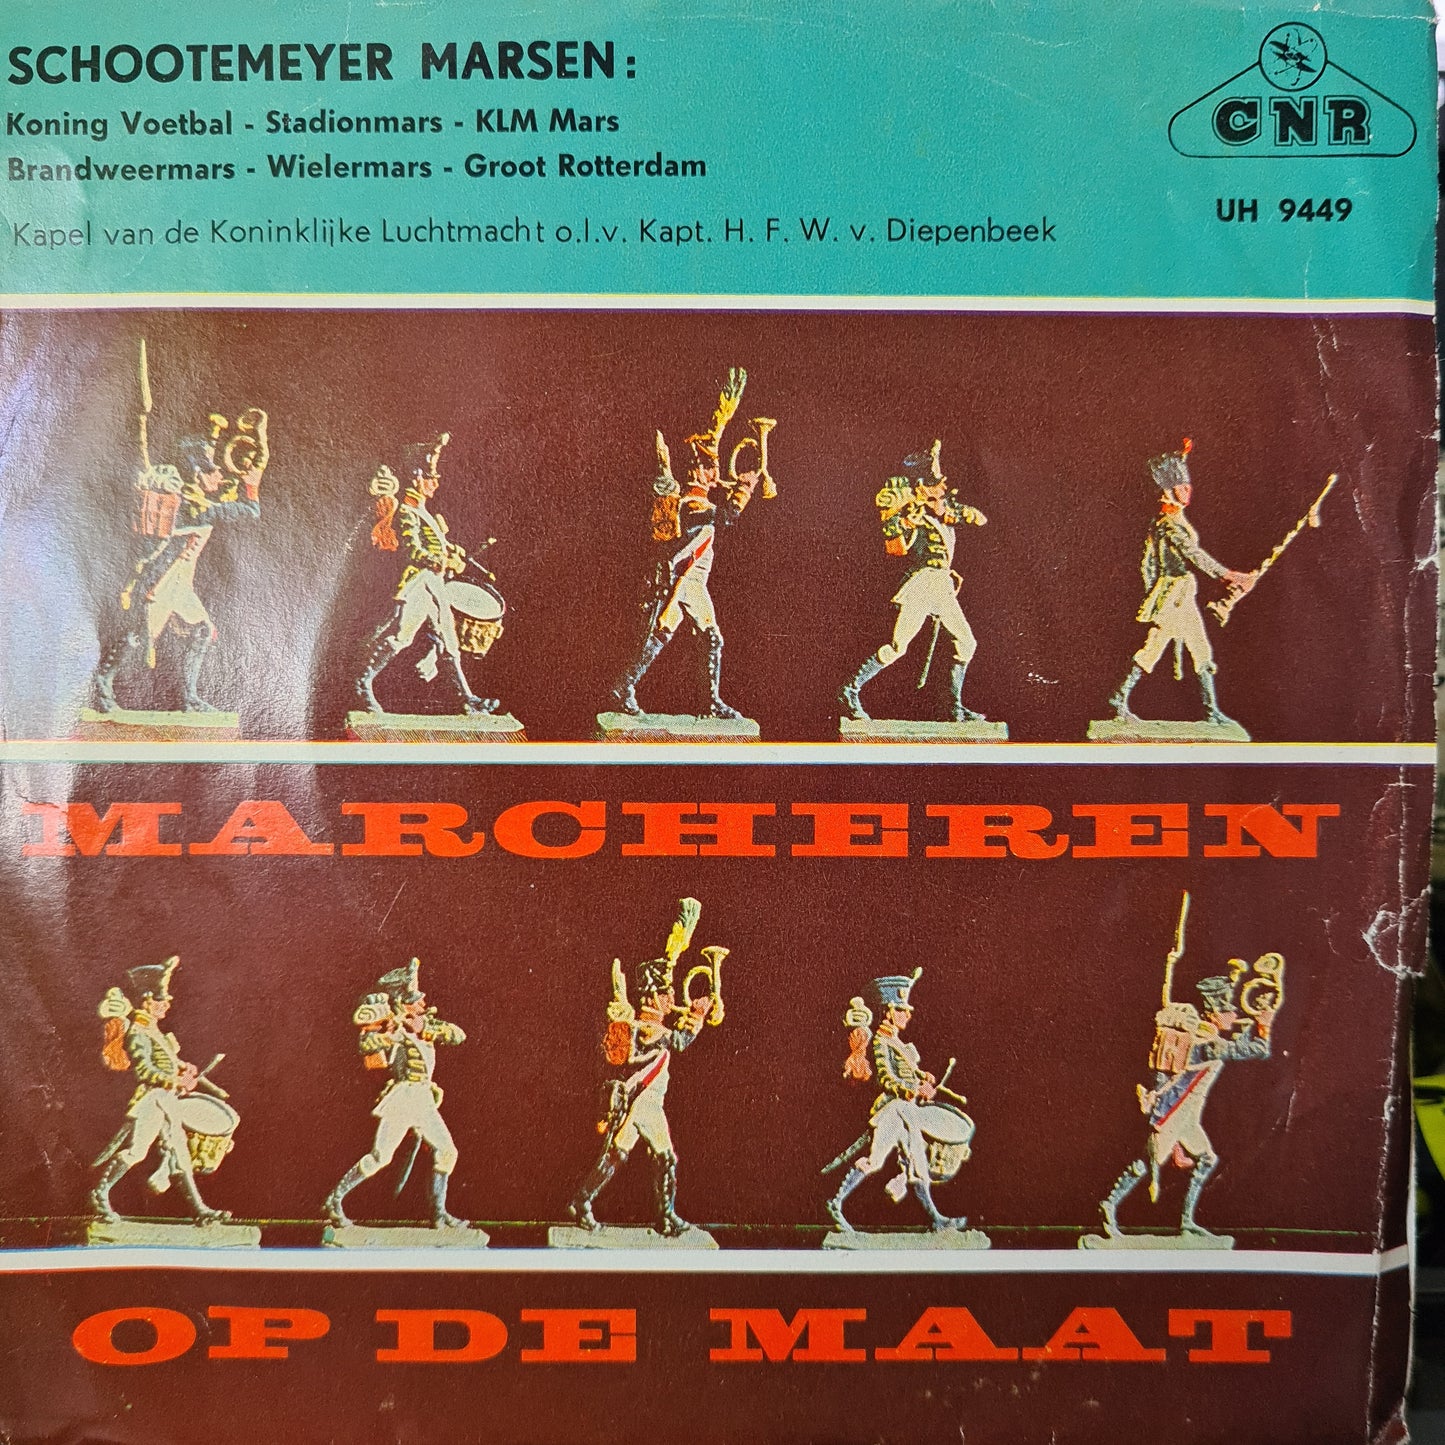 SCHOOTEMEYER MARSEN:
Koning Voetbal - Stadionmars - KLM Mars
Brandweermars - Wielermars - Groot Rotterdam
Kapel van de Koninklijke Luchtmacht o.l.v. Kapt. H. F. W. v. Diepenbeek
CNR
UH 9449
MARCHEREN
OP DE MAAT